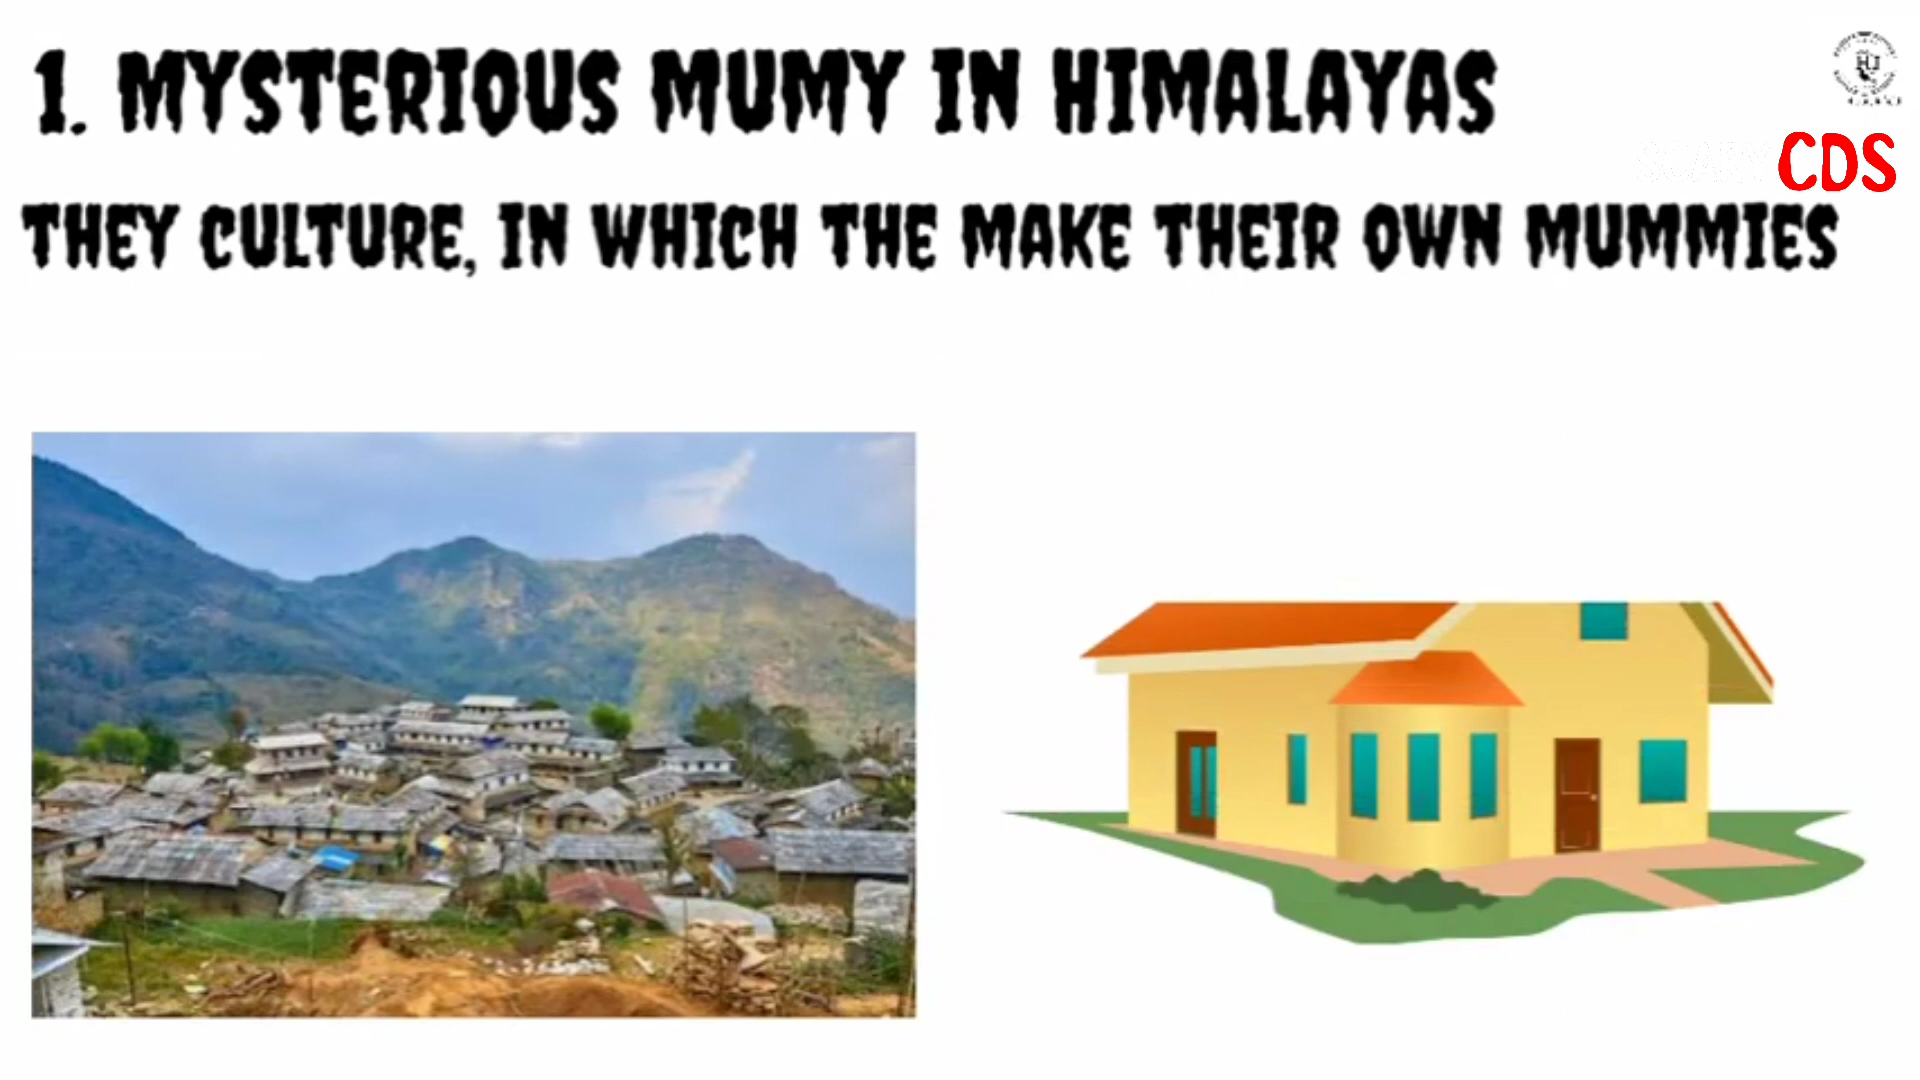 1. MYSTERIOUS MUMY IN HIMALAYAS
CDS
THEY CULTURE, IN WHICH THE MAKE THEIR OWN MUMMIES